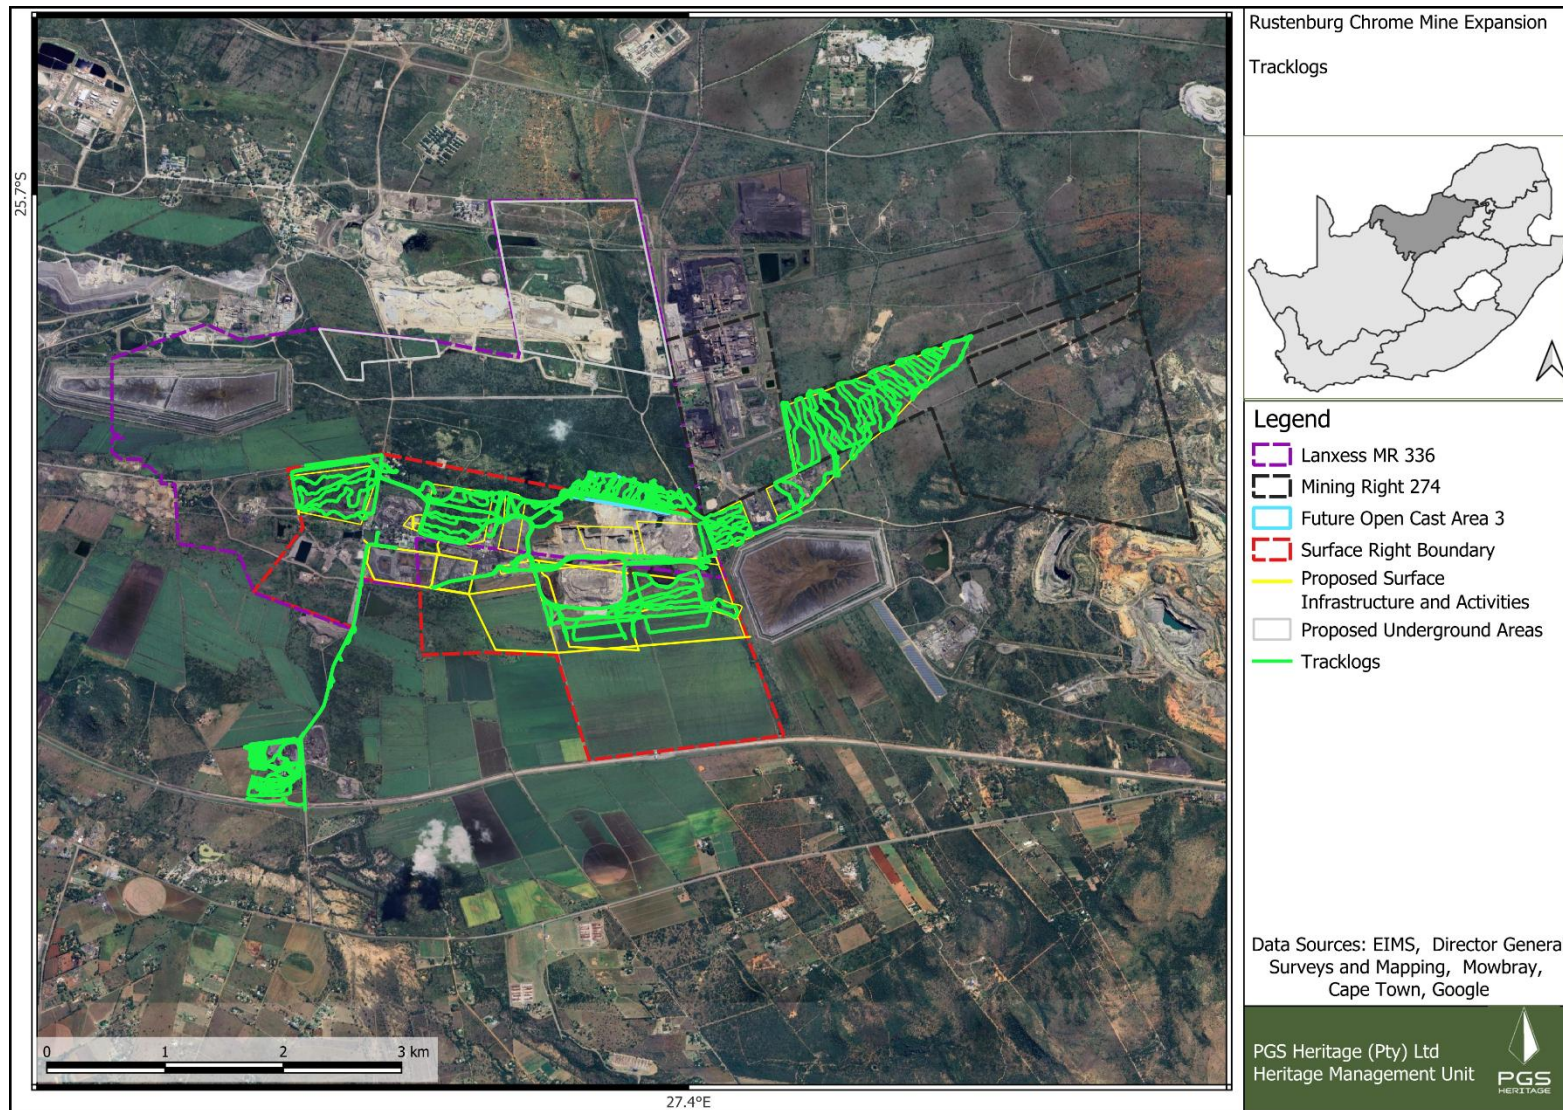 Rustenburg Chrome Mine Expansion
Tracklogs
25.7°S
Legend
Lanxess MR 336
Mining Right 274
Future Open Cast Area 3
Surface Right Boundary
Proposed Surface
Infrastructure and Activities
Proposed Underground Areas
Tracklogs
Data Sources: EIMS, Director Genera
Surveys and Mapping, Mowbray,
Cape Town, Google
0 1 2 3 km
27.4°E
PGS Heritage (Pty) Ltd
Heritage Management Unit
PGS
HERITAGE